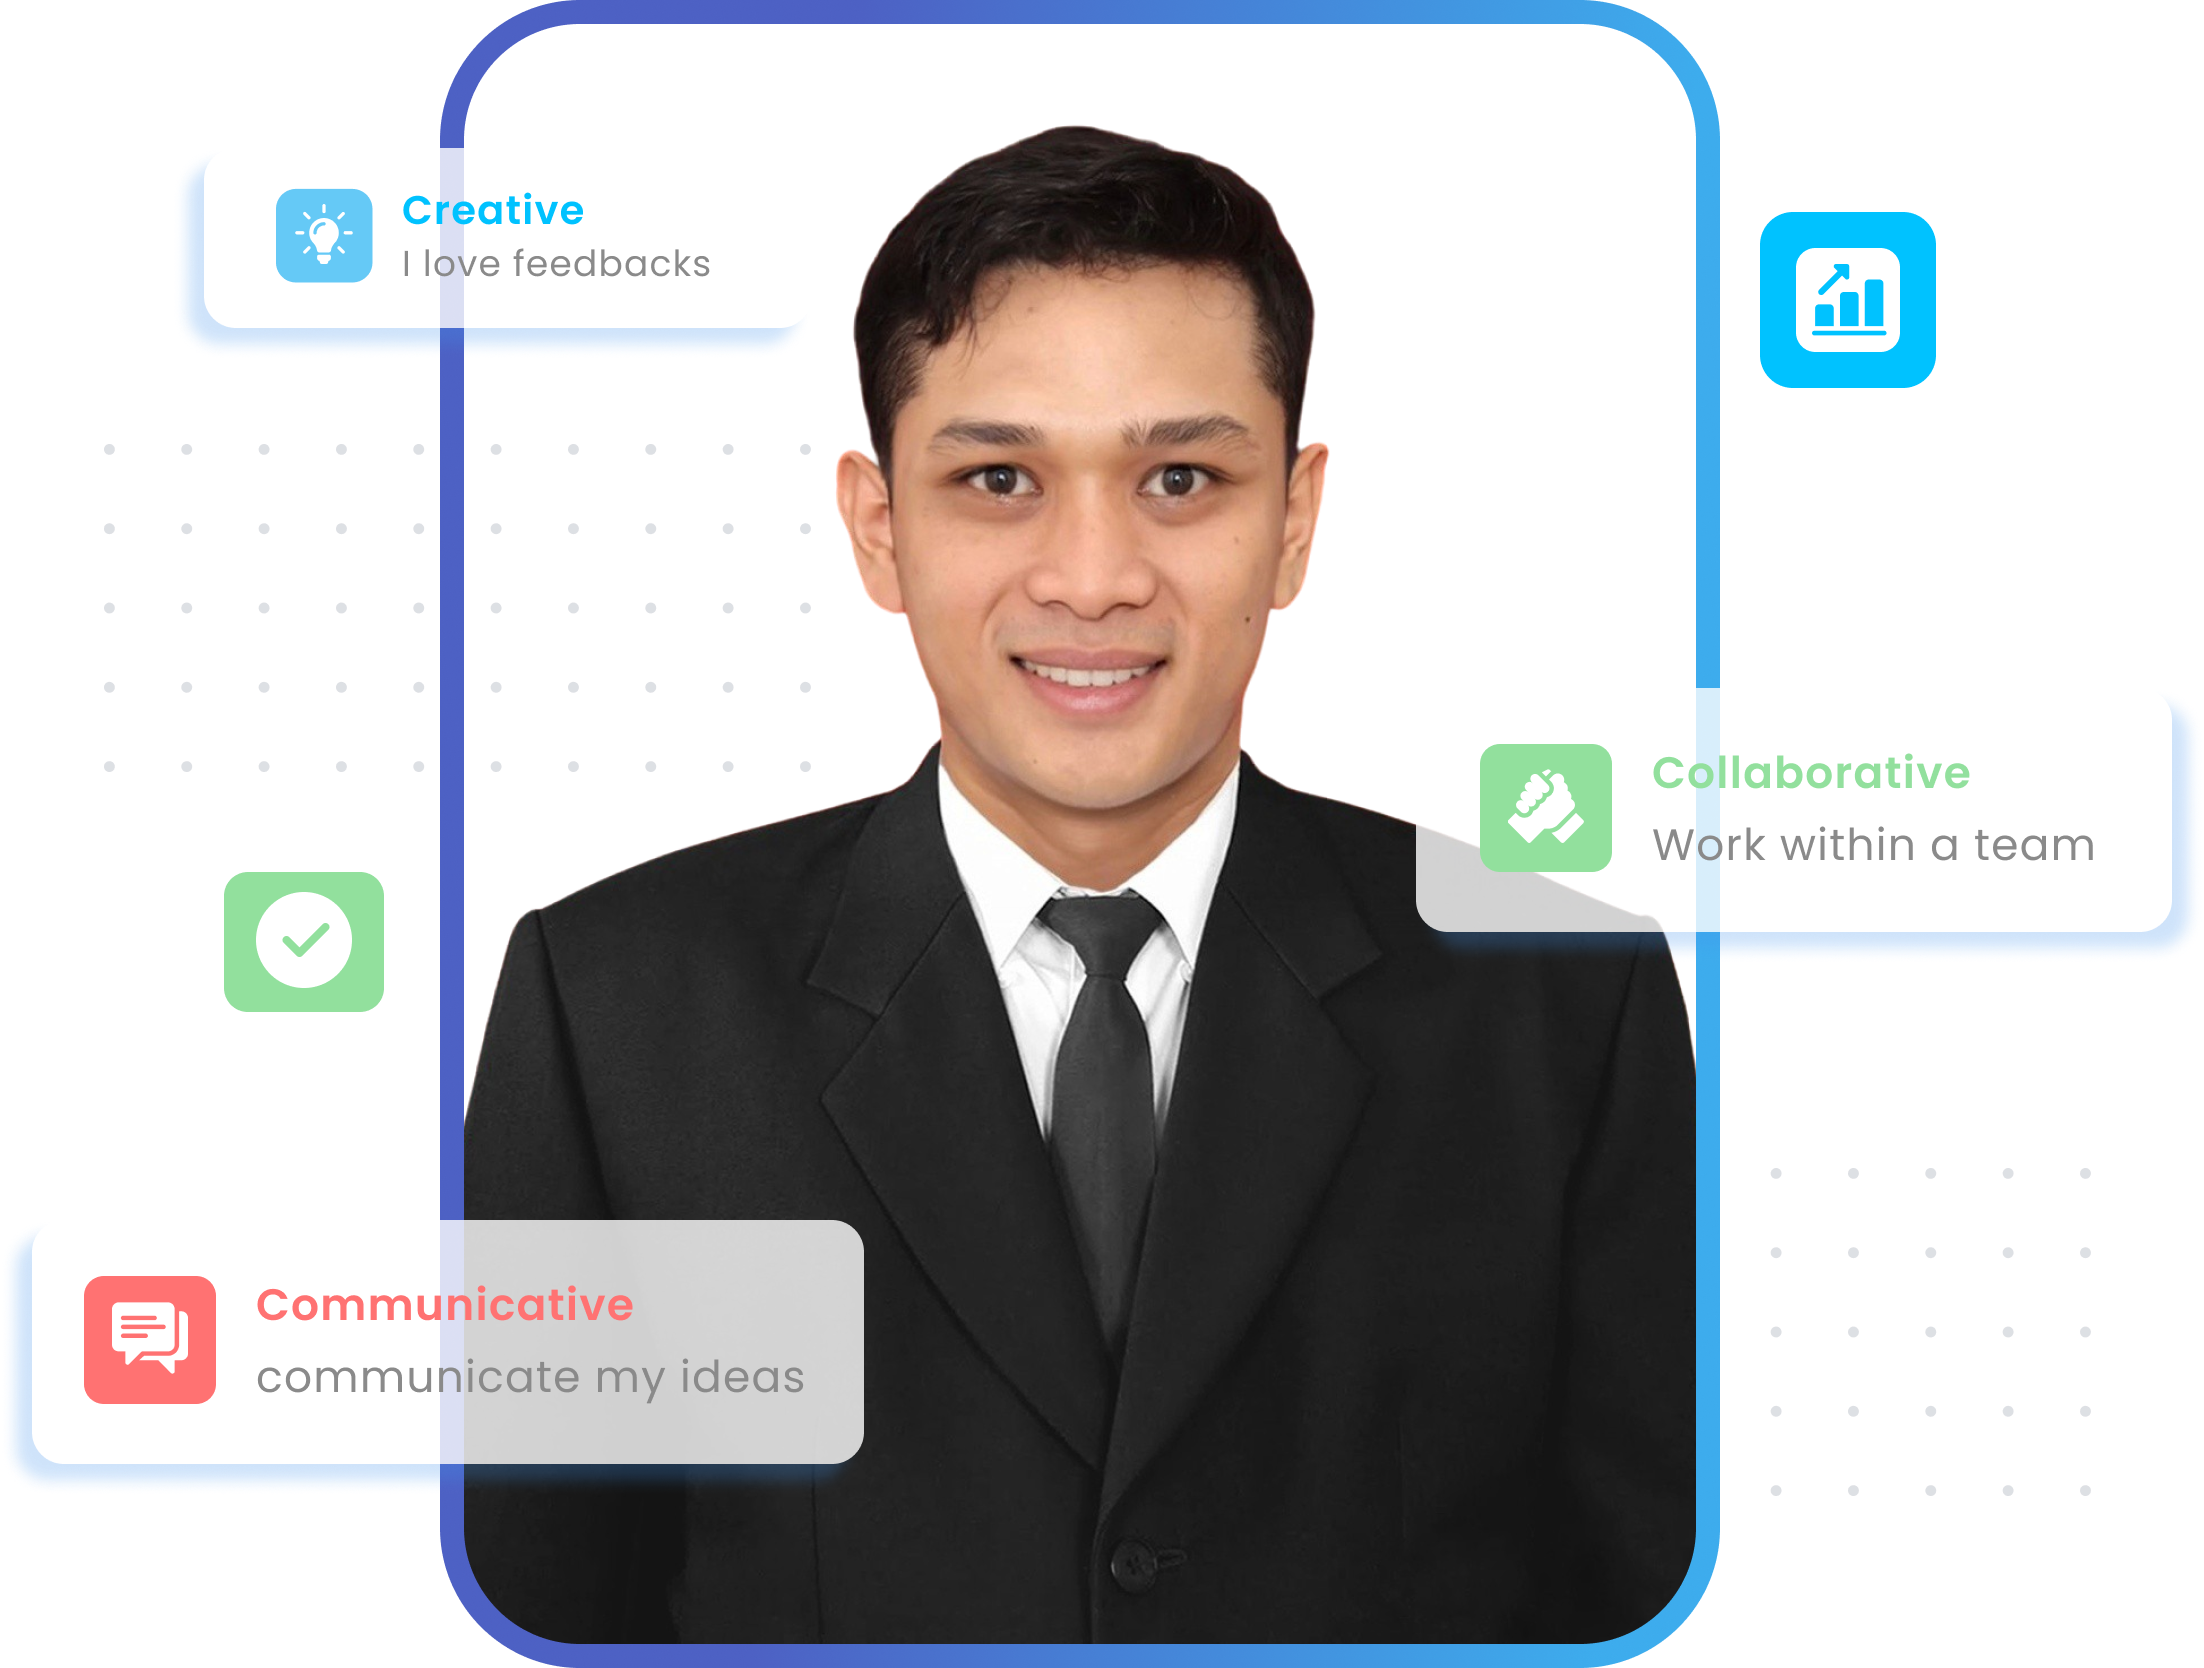 Creative
I love feedbacks
Collaborative
Work within a team
Communicative
communicate my ideas